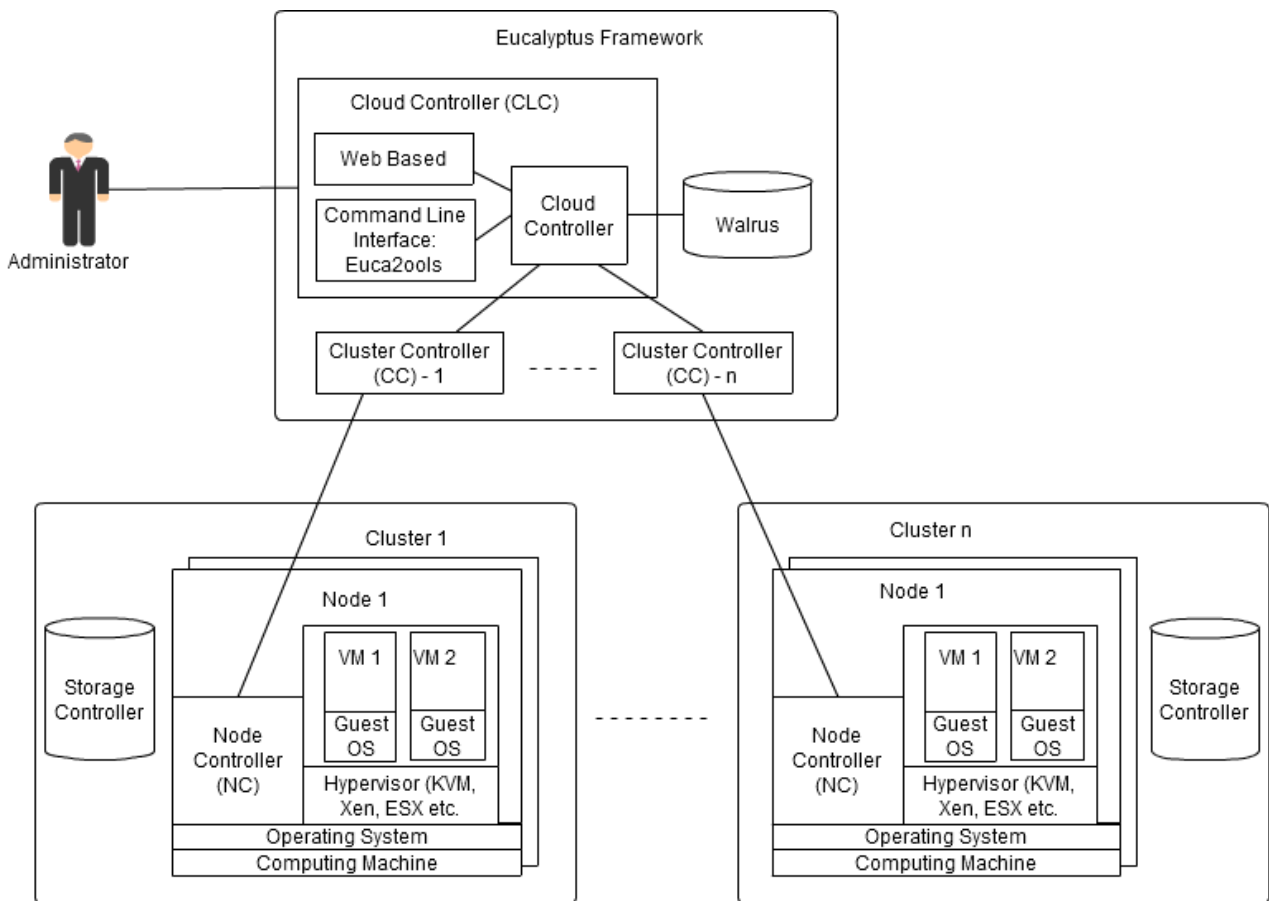 Eucalyptus Framework
Cloud Controller (CLC)
Web Based
Command Line
Interface:
Euca2ools
Cloud
Controller
Walrus
Administrator
Cluster Controller
(CC) - 1
Cluster Controller
(CC) - n
Cluster 1
Node 1
VM 1
VM 2
Guest
OS
Guest
OS
Storage
Controller
Node
Controller
(NC)
Hypervisor (KVM,
Xen, ESX etc.
Operating System
Computing Machine
Cluster n
Node 1
VM 1
VM 2
Guest
OS
Guest
OS
Storage
Controller
Node
Controller
(NC)
Hypervisor (KVM,
Xen, ESX etc.
Operating System
Computing Machine